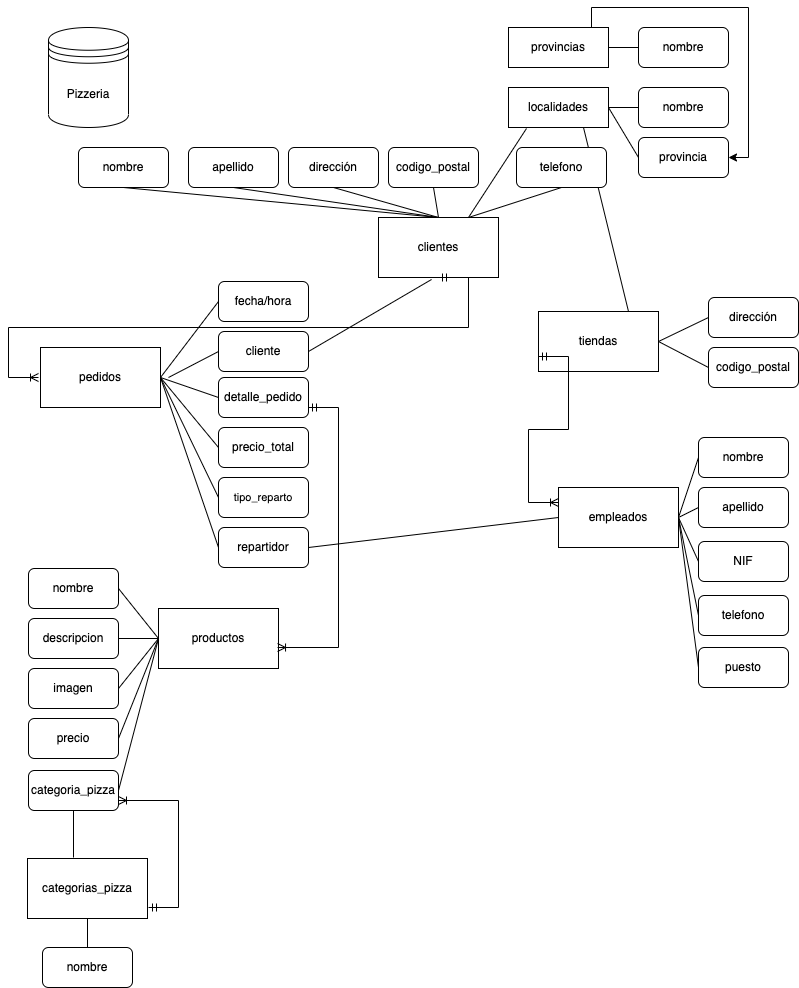 provincias
nombre
Pizzeria
localidades
nombre
provincia
nombre
apellido
dirección
codigo_postal
telefono
clientes
fecha/hora
dirección
cliente
tiendas
codigo_postal
pedidos
detalle_pedido
precio_total
nombre
tipo_reparto
apellido
empleados
repartidor
NIF
nombre
telefono
descripcion
productos
puesto
imagen
precio
categoria_pizza
categorias_pizza
nombre